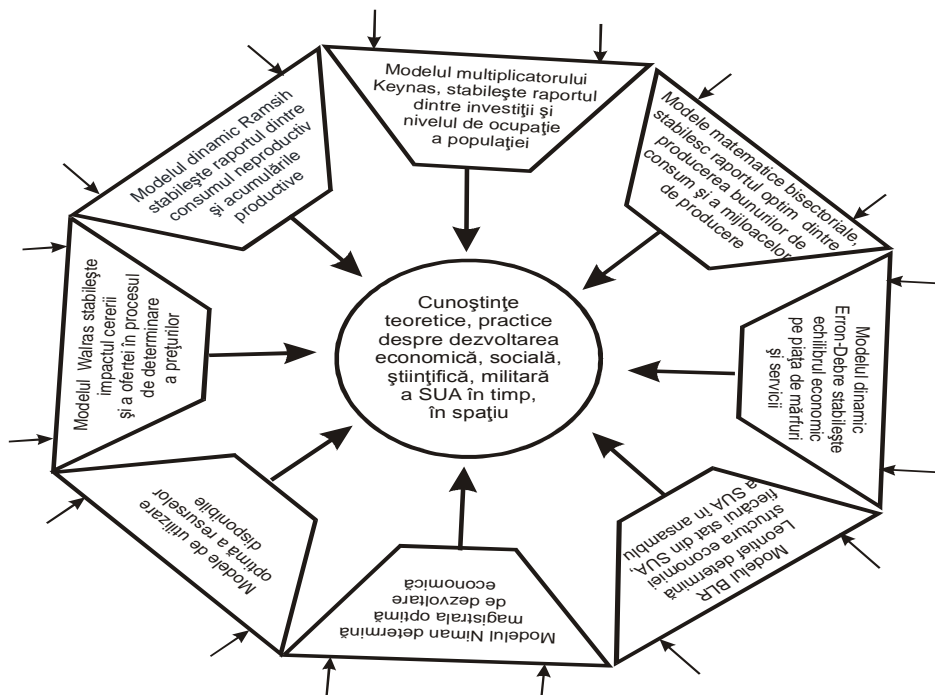 Modelul multiplicatorului
Keynas, stabileşte raportul
dintre investiţii şi
nivelul de ocupaţie
a populaţiei
Modele matematice bisectoriale,
stabilesc raportul optim dintre
producerea bunurilor de
consum şi a mijloacelor
de producere
Modelul dinamic
Erron-Debre stabileşte
echilibrul economic
pe piaţa de mărfuri
şi servicii
Modelul BLR
Leontief determină
structura economiei
fiecărui stat din SUA,
a SUA în ansamblu
Modelul Niman determină
magistrala optimă
de dezvoltare
economică
Modele de utilizare
optimă a resurselor
disponibile
Modelul Walras stabileşte
impactul cererii
şi a ofertei în procesul
de determinare
a preţurilor
Modelul dinamic Ramsih
stabileşte raportul dintre
consumul neproductiv
şi acumulările
productive
Cunoştinţe
teoretice, practice
despre dezvoltarea
economică, socială,
ştiinţifică, militară
a SUA în timp,
în spaţiu